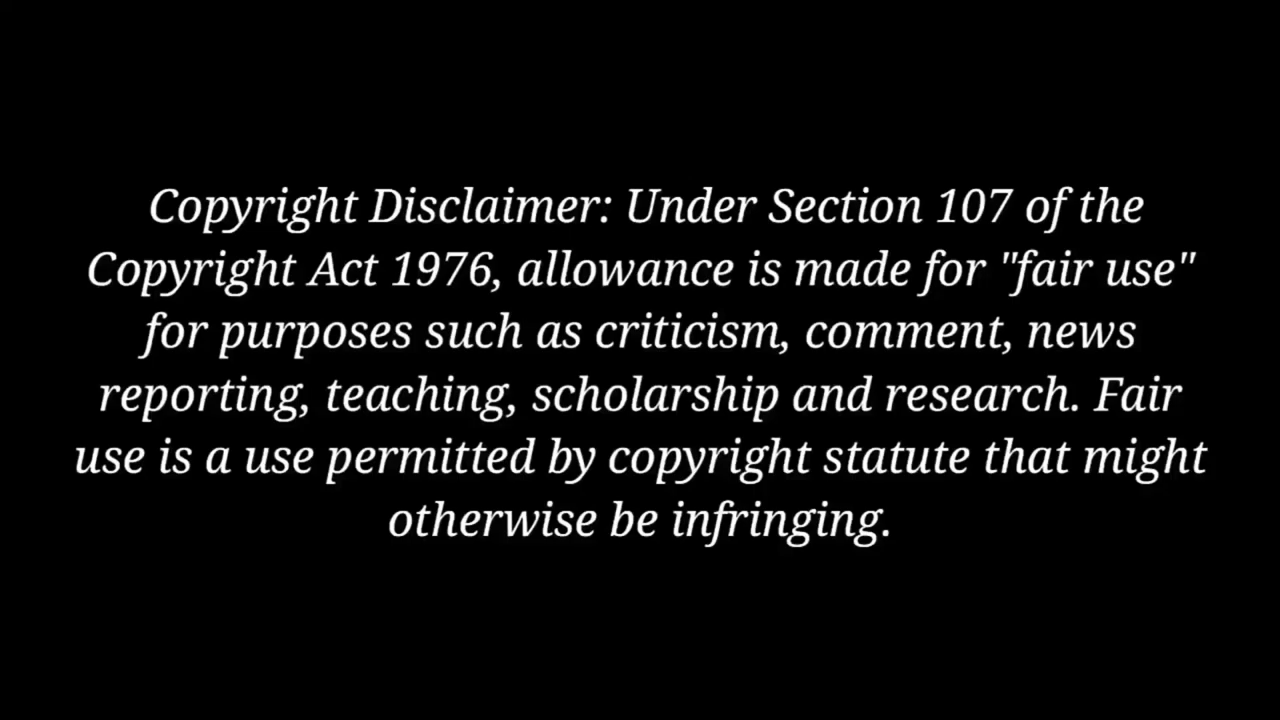 Copyright Disclaimer: Under Section 107 of the
Copyright Act 1976, allowance is made for "fair use"
for purposes such as criticism, comment, news
reporting, teaching, scholarship and research. Fair
use is a use permitted by copyright statute that might
otherwise be infringing.